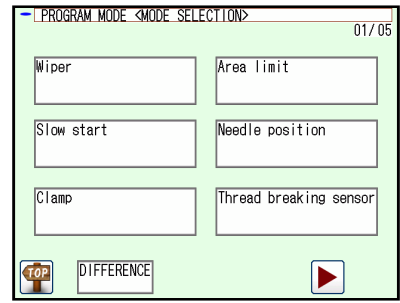 PROGRAM MODE <MODE SELECTION>
01/05
Wiper
Area limit
Slow start
Needle position
Clamp
Thread breaking sensor
TOP
DIFFERENCE